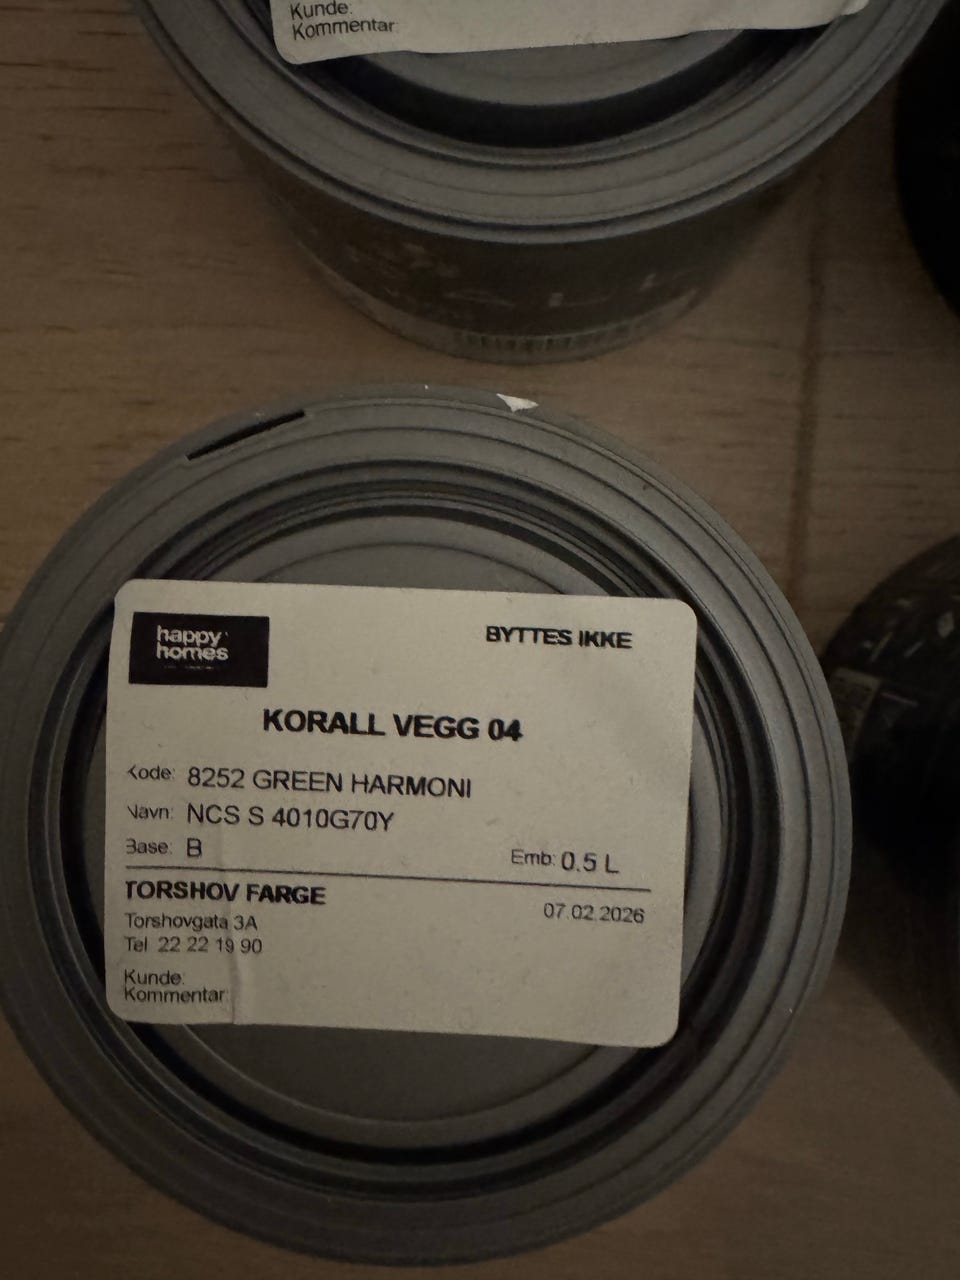 Kunde:
Kommentar:
happy homes
BYTTES IKKE
KORALL VEGG 04
Kode: 8252 GREEN HARMONI
Navn: NCS S 4010G70Y
Base: B
Emb: 0.5 L
TORSHOV FARGE
07.02.2026
Torshovgata 3A
Tel 22 22 19 90
Kunde:
Kommentar: